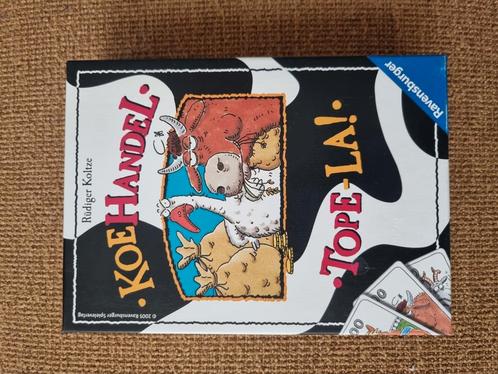 Ravensburger
Rüdiger Koltze
•KOEHANDEL•
•TOPE-LA!•
© 2005 Ravensburger Spieleverlag